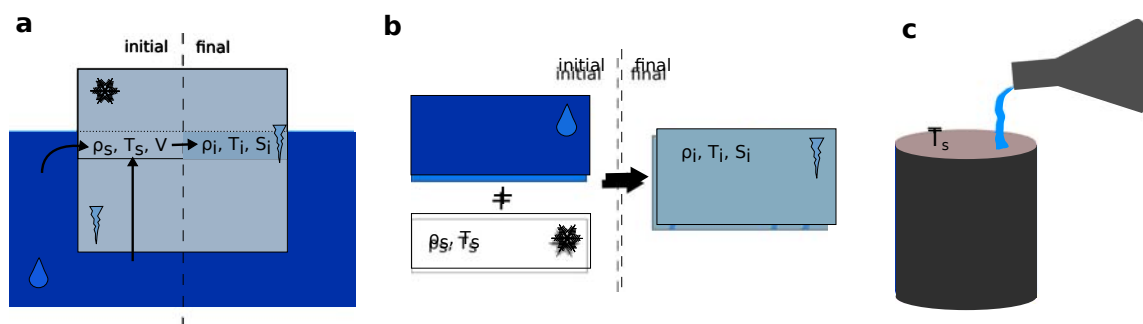 a
initial final
ρs, Ts, V ρi, Ti, Si
b
initial final
ρs, Ts
+
ρi, Ti, Si
c
Ts